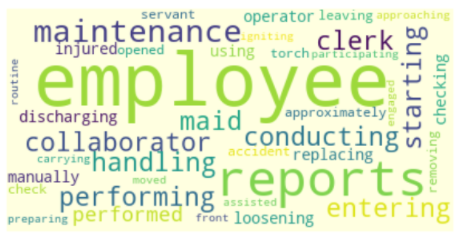 servant operator leaving approaching
maintenance igniting clerk
injured opened using torch participating
employee
routine starting checking
discharging maid approximately engaged
collaborator conducting
carrying handling accident replacing removing
manually moved reports
check performing assisted
preparing performed front loosening entering